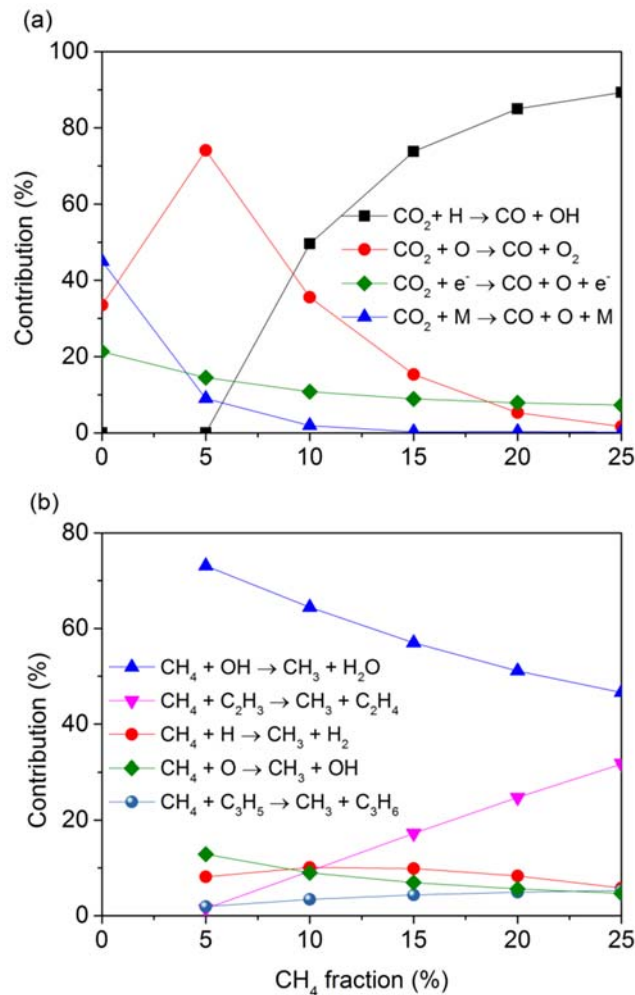 (a)
100
80
60
40
20
0
Contribution (%)
CO₂ + H → CO + OH
CO₂ + O → CO + O₂
CO₂ + e⁻ → CO + O + e⁻
CO₂ + M → CO + O + M
0 5 10 15 20 25
(b)
80
60
40
20
0
Contribution (%)
CH₄ + OH → CH₃ + H₂O
CH₄ + C₂H₃ → CH₃ + C₂H₄
CH₄ + H → CH₃ + H₂
CH₄ + O → CH₃ + OH
CH₄ + C₃H₅ → CH₃ + C₃H₆
0 5 10 15 20 25
CH₄ fraction (%)